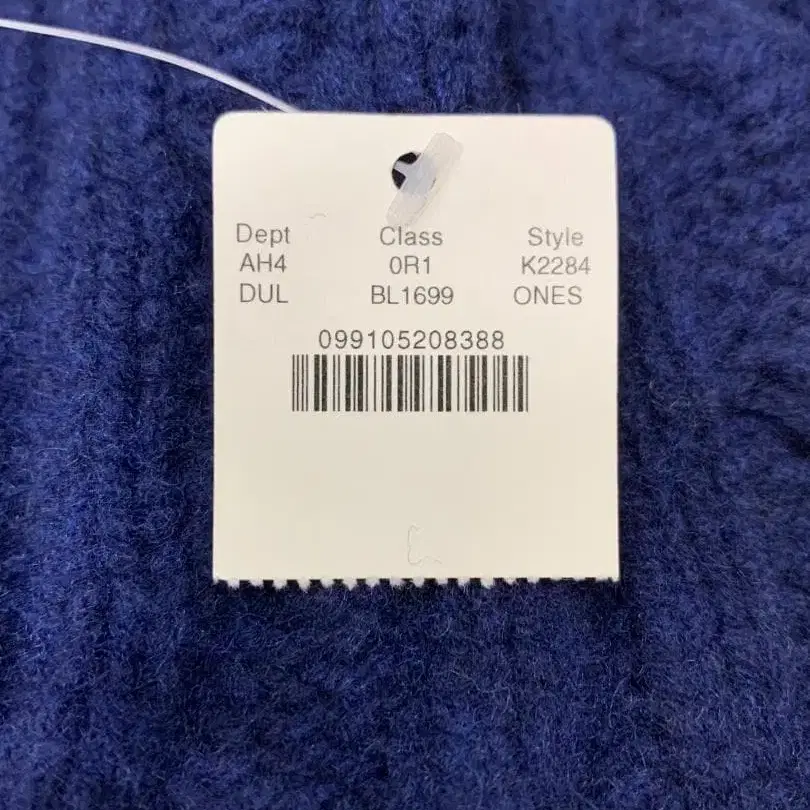 Dept Class Style
AH4 0R1 K2284
DUL BL1699 ONES
099105208388